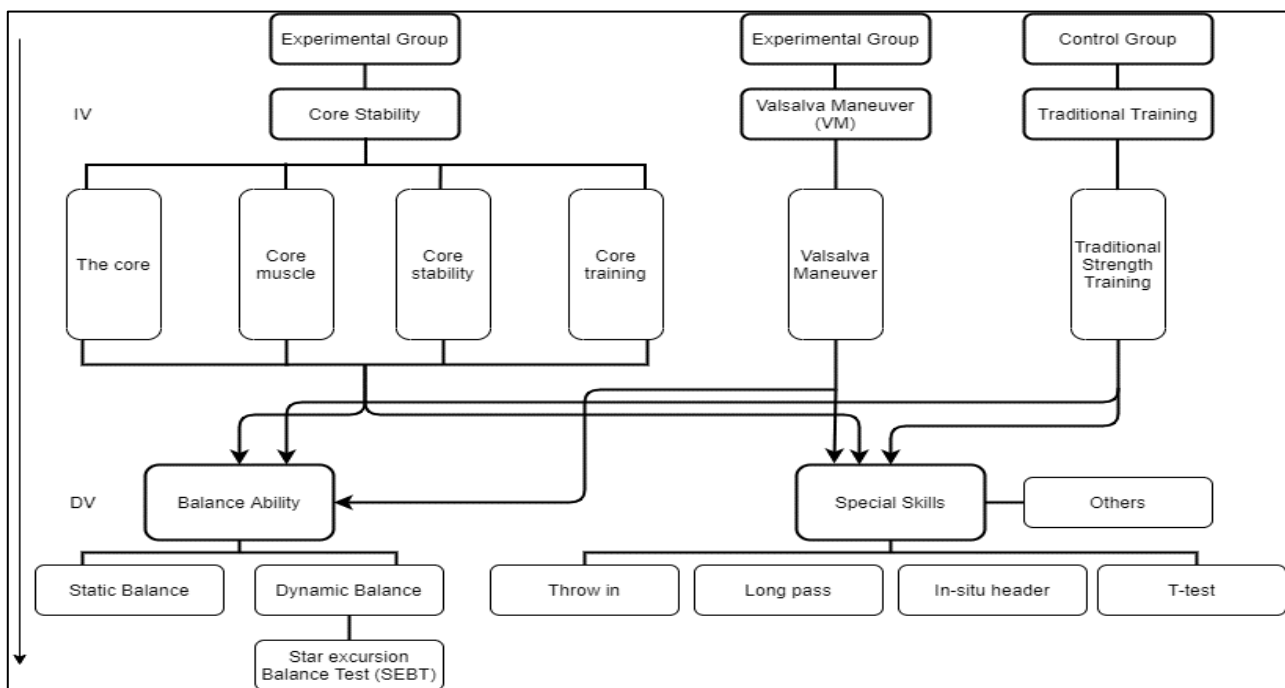 Experimental Group
Experimental Group
Control Group
IV
Core Stability
Valsalva Maneuver
(VM)
Traditional Training
The core
Core
muscle
Core
stability
Core
training
Valsalva
Maneuver
Traditional
Strength
Training
DV
Balance Ability
Special Skills
Others
Static Balance
Dynamic Balance
Throw in
Long pass
In-situ header
T-test
Star excursion
Balance Test (SEBT)